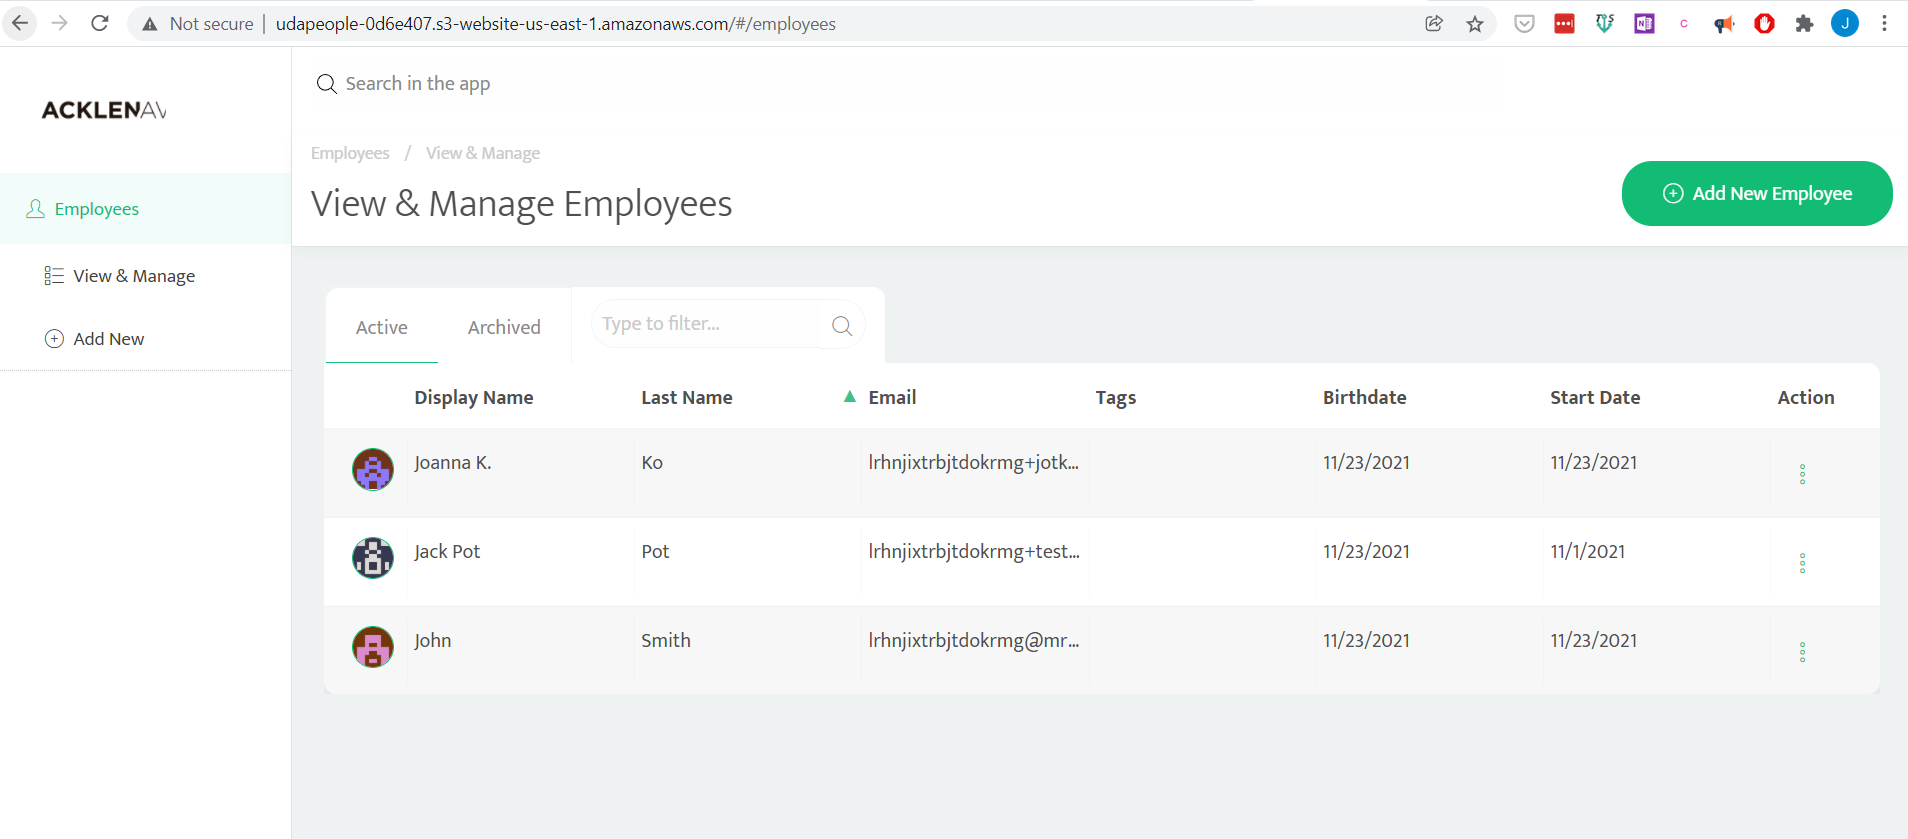 Not secure | udapeople-0d6e407.s3-website-us-east-1.amazonaws.com/#/employees
J
ACKLENAV
Search in the app
Employees / View & Manage
View & Manage Employees
Add New Employee
Employees
View & Manage
Add New
Active Archived Type to filter...
Display Name Last Name ▲ Email Tags Birthdate Start Date Action
Joanna K. Ko lrhnjixtrbjtdokrmg+jotk... 11/23/2021 11/23/2021
Jack Pot Pot lrhnjixtrbjtdokrmg+test... 11/23/2021 11/1/2021
John Smith lrhnjixtrbjtdokrmg@mr... 11/23/2021 11/23/2021